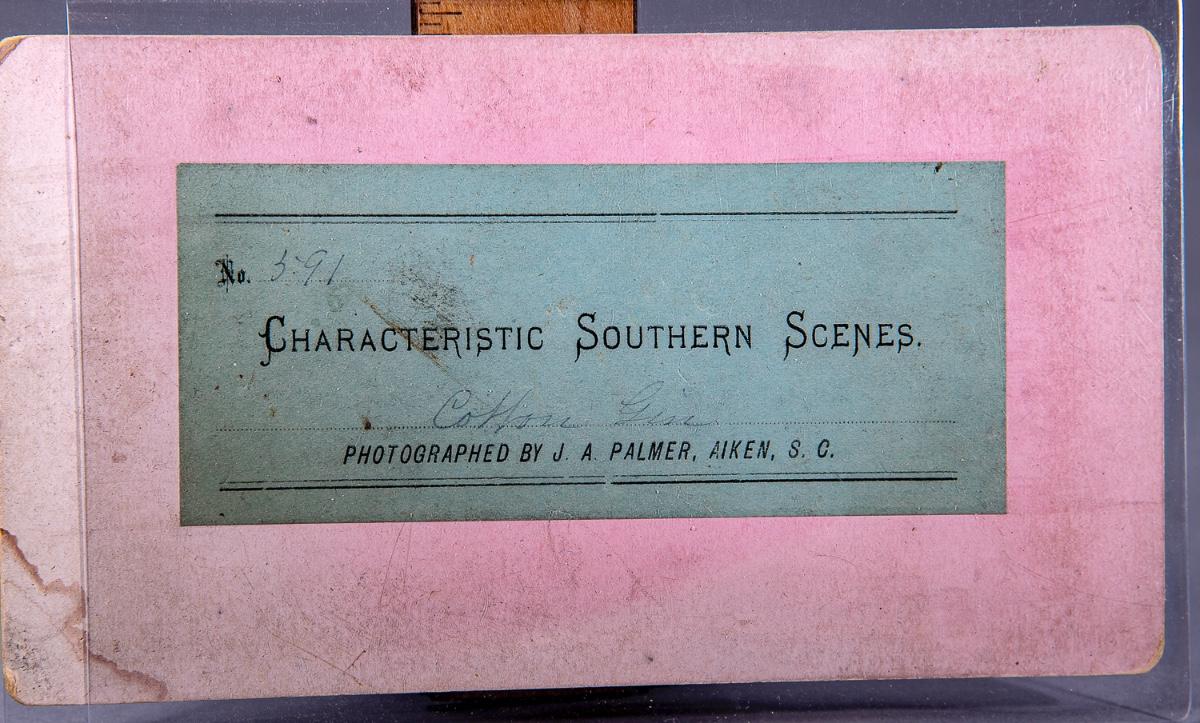 No. 591
CHARACTERISTIC SOUTHERN SCENES.
Cotton Gin
PHOTOGRAPHED BY J. A. PALMER, AIKEN, S. C.